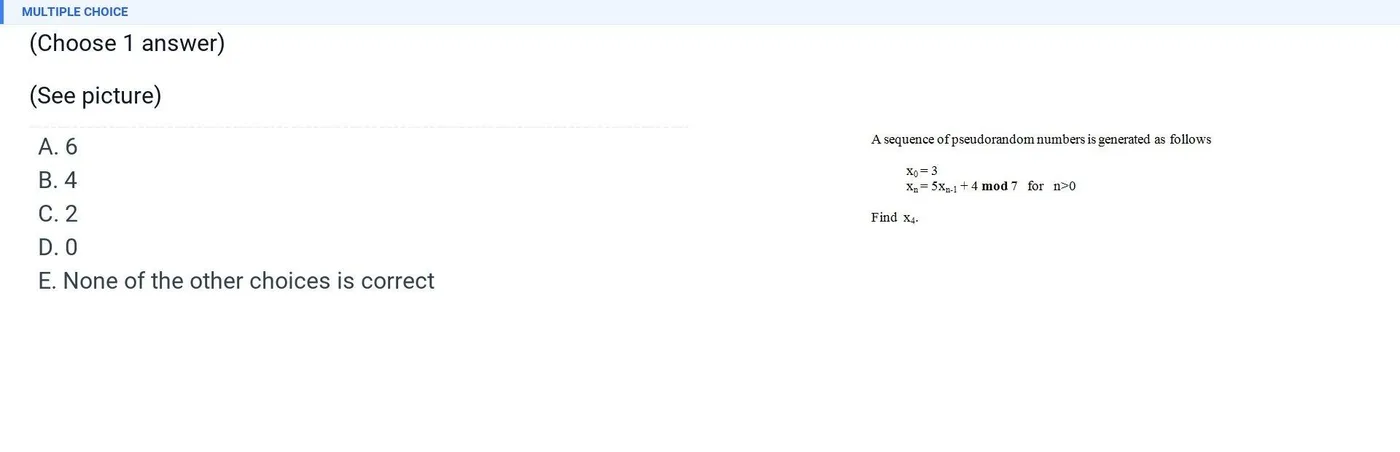 MULTIPLE CHOICE
(Choose 1 answer)
(See picture)
A. 6
B. 4
C. 2
D. 0
E. None of the other choices is correct
A sequence of pseudorandom numbers is generated as follows
x₀ = 3
xₙ = 5xₙ₋₁ + 4 mod 7 for n>0
Find x₄.